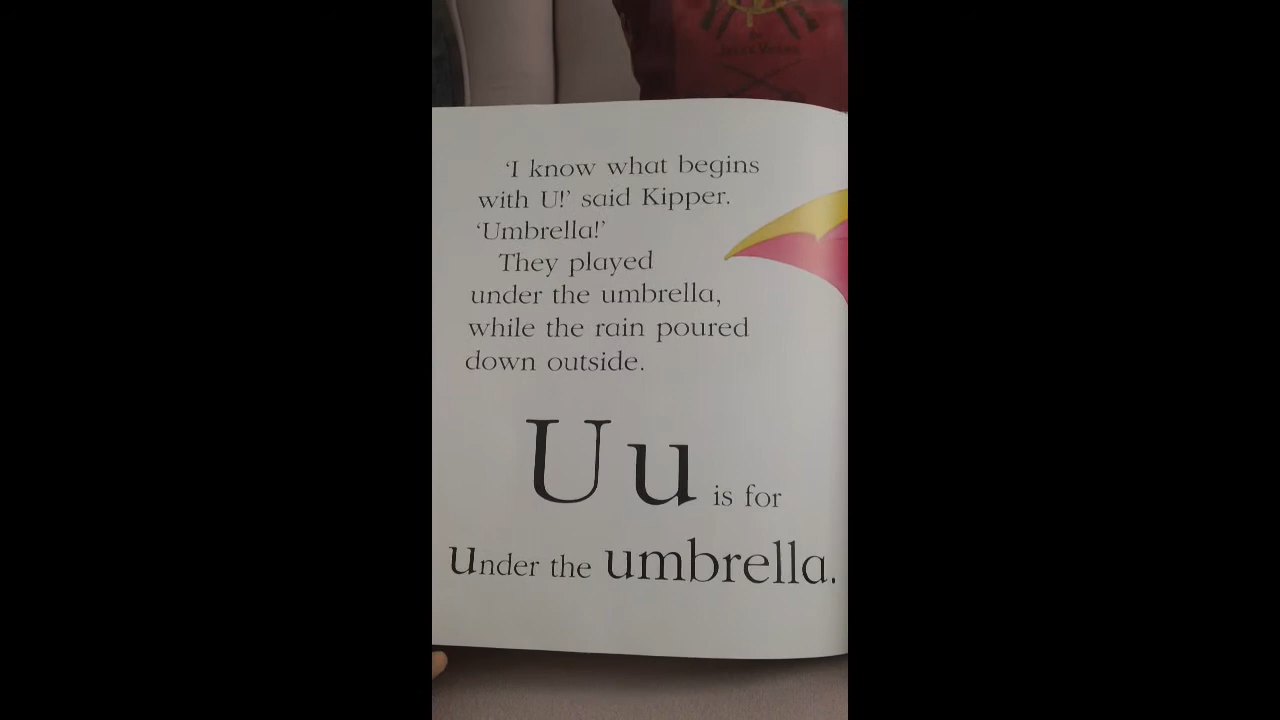 'I know what begins
with U!' said Kipper.
'Umbrella!'
They played
under the umbrella,
while the rain poured
down outside.
U u is for
under the umbrella.